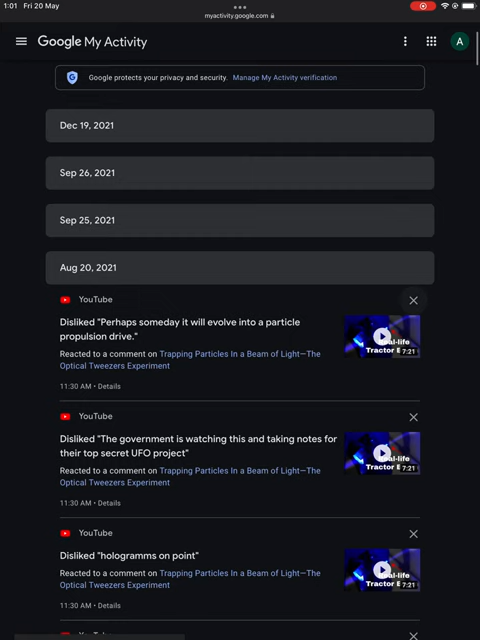 1:01 Fri 20 May
myactivity.google.com
Google My Activity
A
Google protects your privacy and security. Manage My Activity verification
Dec 19, 2021
Sep 26, 2021
Sep 25, 2021
Aug 20, 2021
YouTube
Disliked "Perhaps someday it will evolve into a particle
propulsion drive."
Reacted to a comment on Trapping Particles In a Beam of Light—The
Optical Tweezers Experiment
11:30 AM • Details
Tractor
7:21
YouTube
Disliked "The government is watching this and taking notes for
their top secret UFO project"
Reacted to a comment on Trapping Particles In a Beam of Light—The
Optical Tweezers Experiment
11:30 AM • Details
Tractor
7:21
YouTube
Disliked "hologramms on point"
Reacted to a comment on Trapping Particles In a Beam of Light—The
Optical Tweezers Experiment
11:30 AM • Details
Tractor
7:21